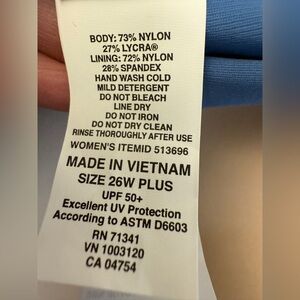 BODY: 73% NYLON
27% LYCRA®
LINING: 72% NYLON
28% SPANDEX
HAND WASH COLD
MILD DETERGENT
DO NOT BLEACH
LINE DRY
DO NOT IRON
DO NOT DRY CLEAN
RINSE THOROUGHLY AFTER USE
WOMEN'S ITEMID 513696
MADE IN VIETNAM
SIZE 26W PLUS
UPF 50+
Excellent UV Protection
According to ASTM D6603
RN 71341
VN 1003120
CA 04754